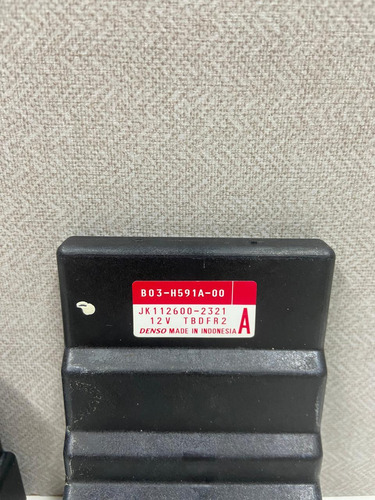 B03-H591A-00
JK112600-2321
12V TBDFR2
DENSO MADE IN INDONESIA A